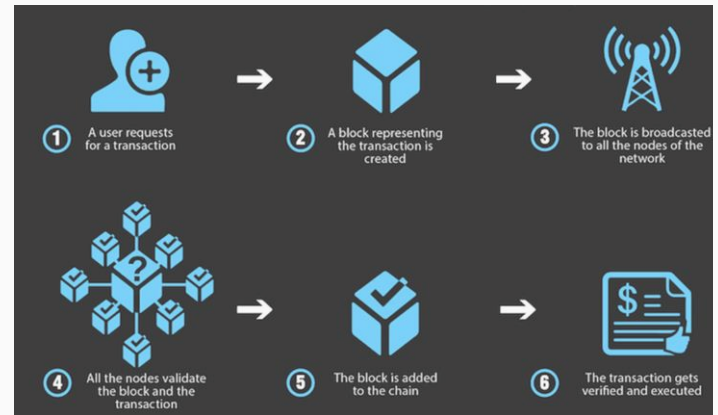 1 A user requests
for a transaction
2 A block representing
the transaction is
created
3 The block is broadcasted
to all the nodes of the
network
?
$
4 All the nodes validate
the block and the
transaction
5 The block is added
to the chain
6 The transaction gets
verified and executed